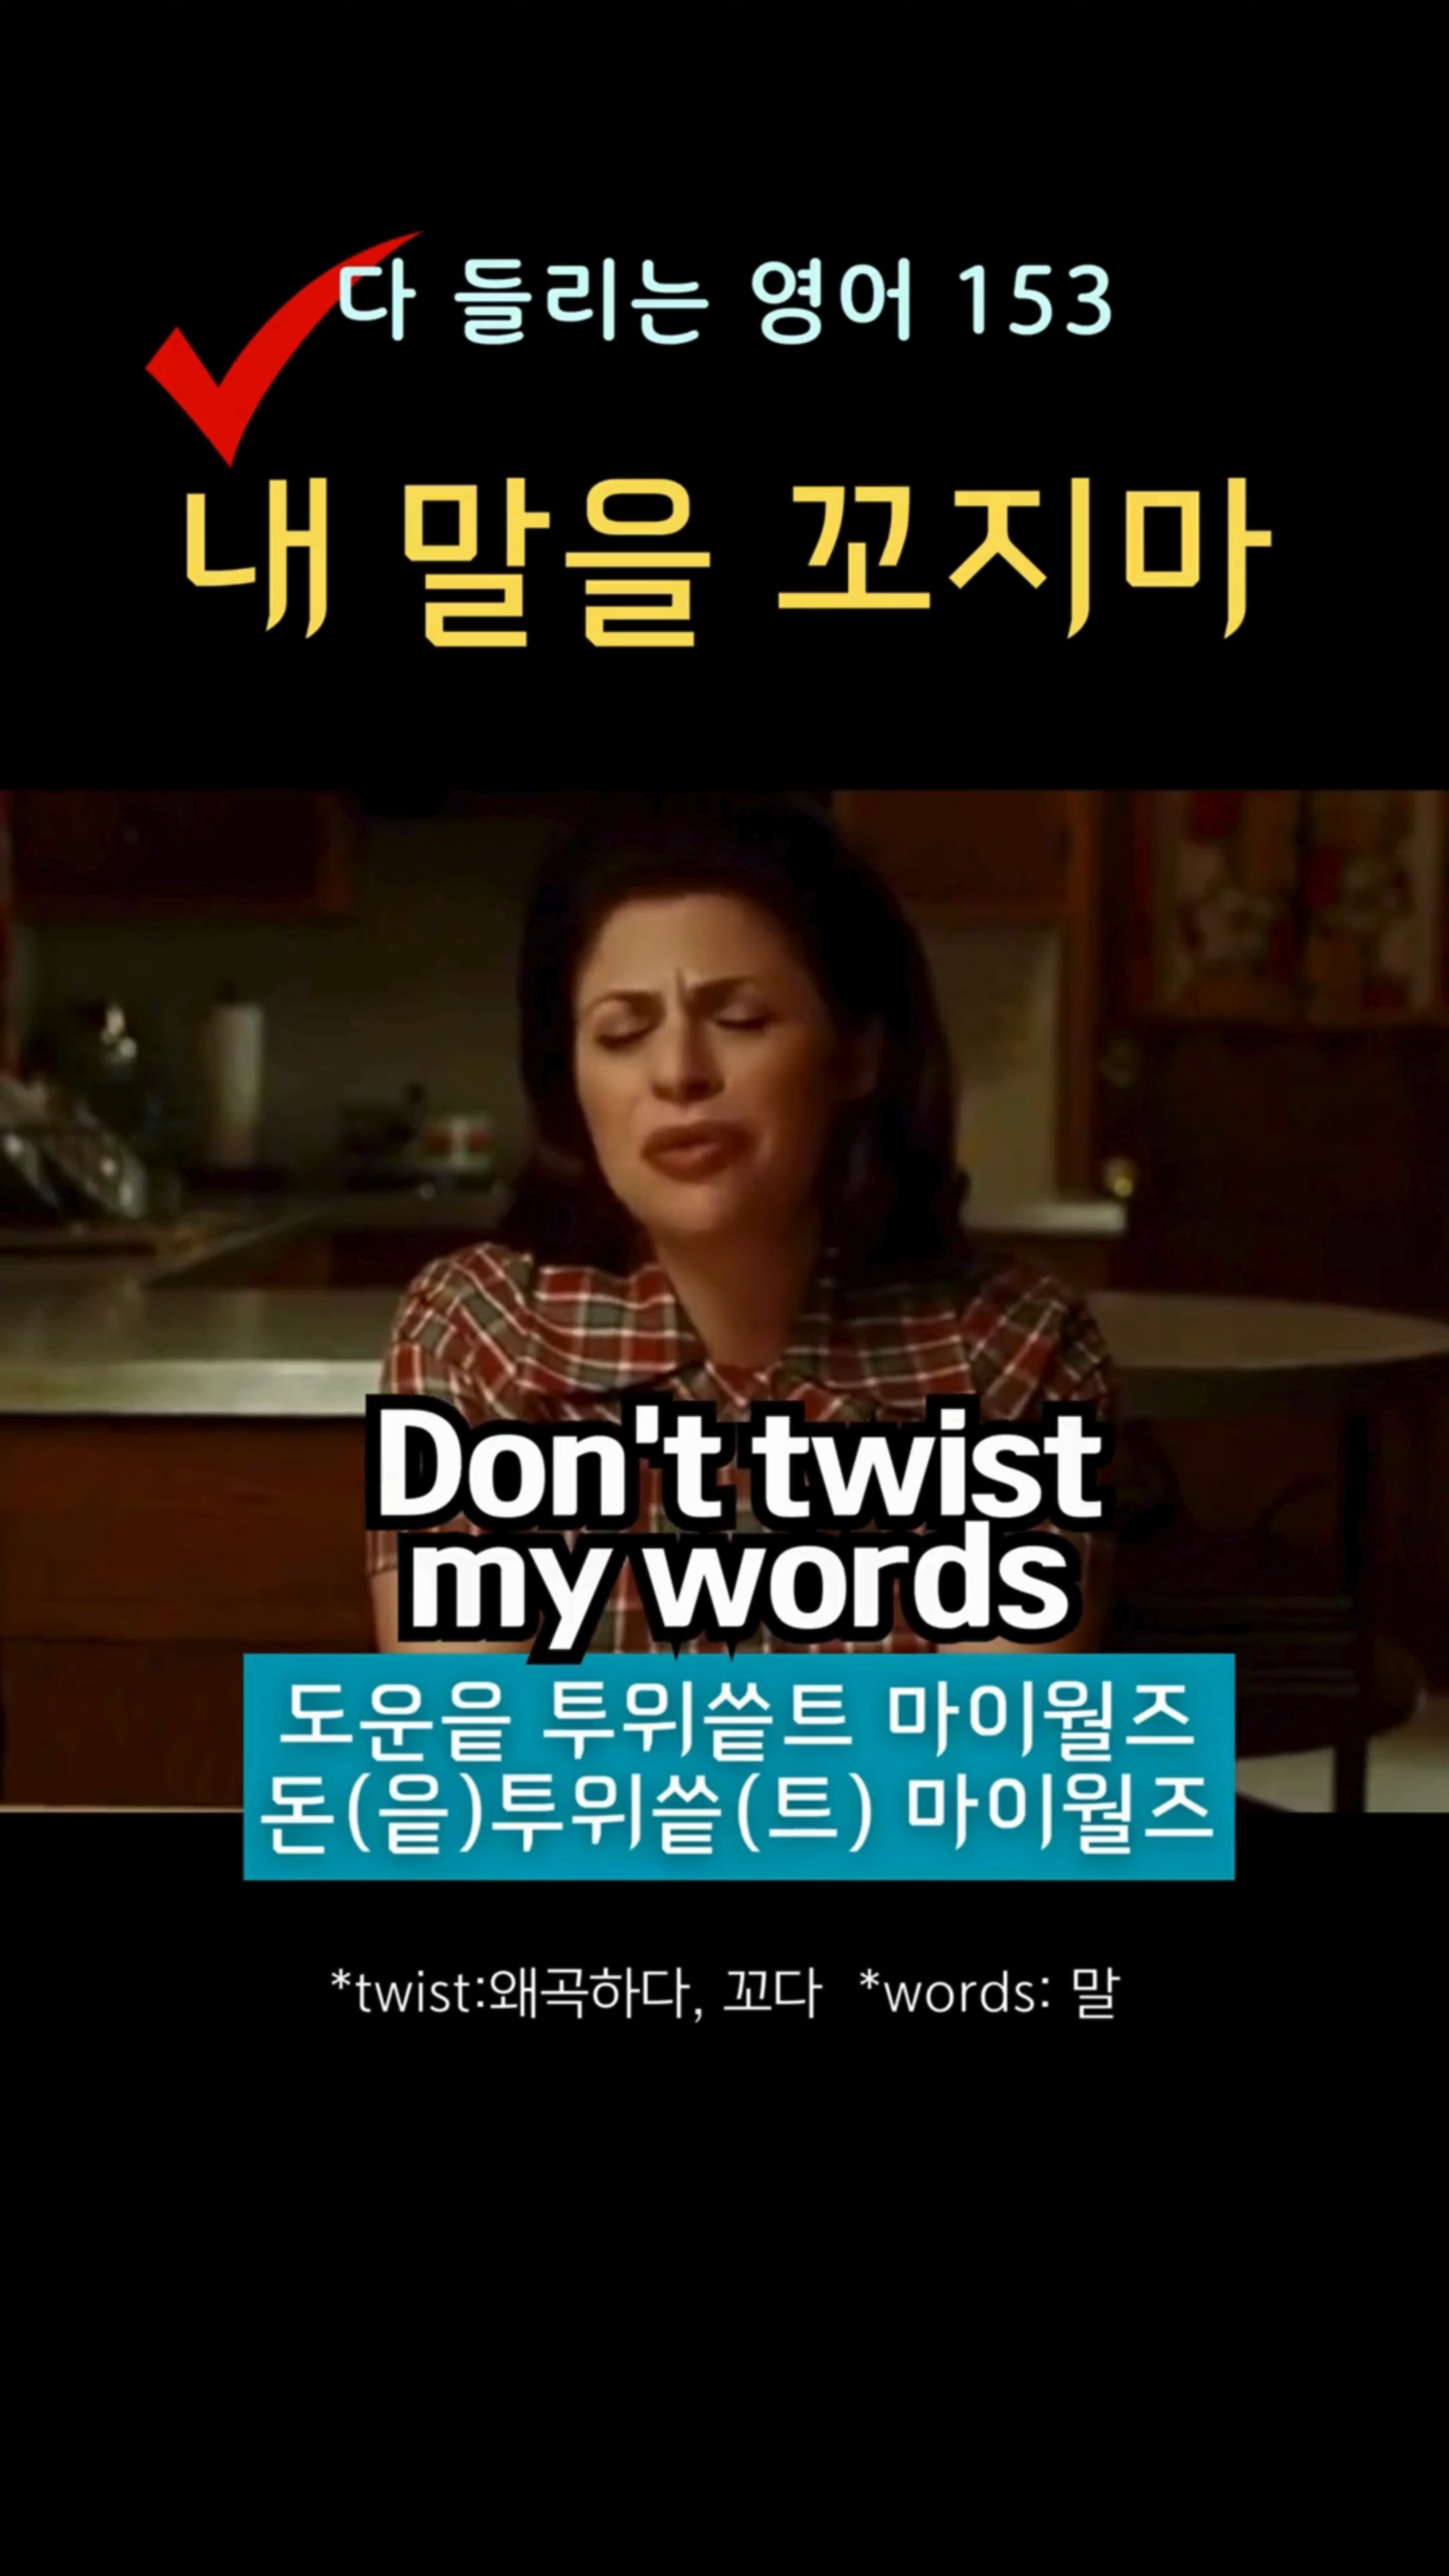 다 들리는 영어 153
내 말을 꼬지마
Don't twist
my words
도운읕 투위쓷트 마이월즈
돈(읕)투위쓷(트) 마이월즈
*twist:왜곡하다, 꼬다 *words: 말